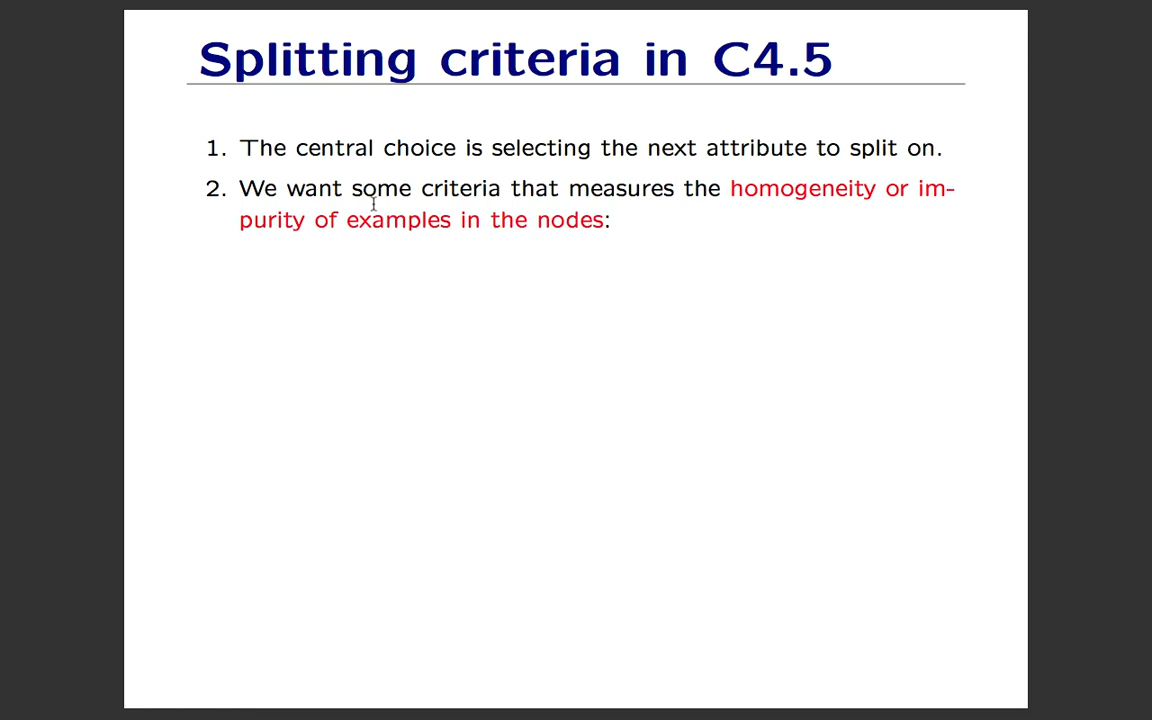 Splitting criteria in C4.5
1. The central choice is selecting the next attribute to split on.
2. We want some criteria that measures the homogeneity or im-
purity of examples in the nodes: